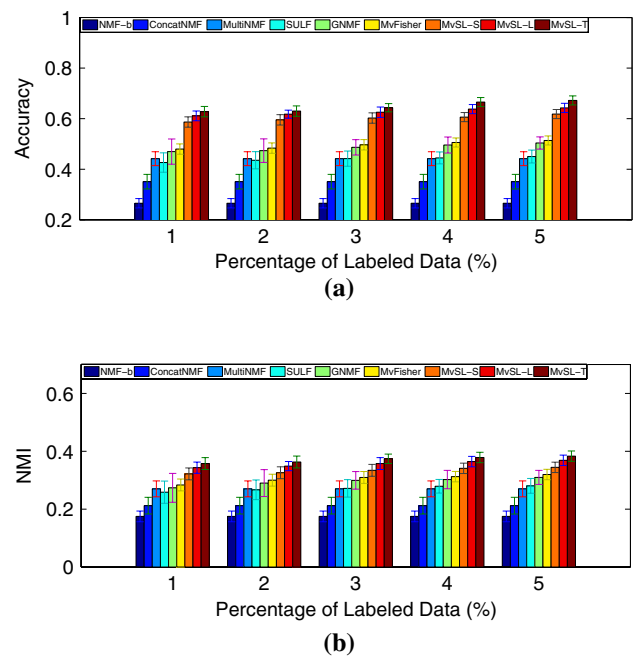 1
NMF-b ConcatNMF MultiNMF SULF GNMF MvFisher MvSL-S MvSL-L MvSL-T
0.8
0.6
0.4
0.2
Accuracy
1 2 3 4 5
Percentage of Labeled Data (%)
(a)
NMF-b ConcatNMF MultiNMF SULF GNMF MvFisher MvSL-S MvSL-L MvSL-T
0.6
0.4
0.2
0
NMI
1 2 3 4 5
Percentage of Labeled Data (%)
(b)